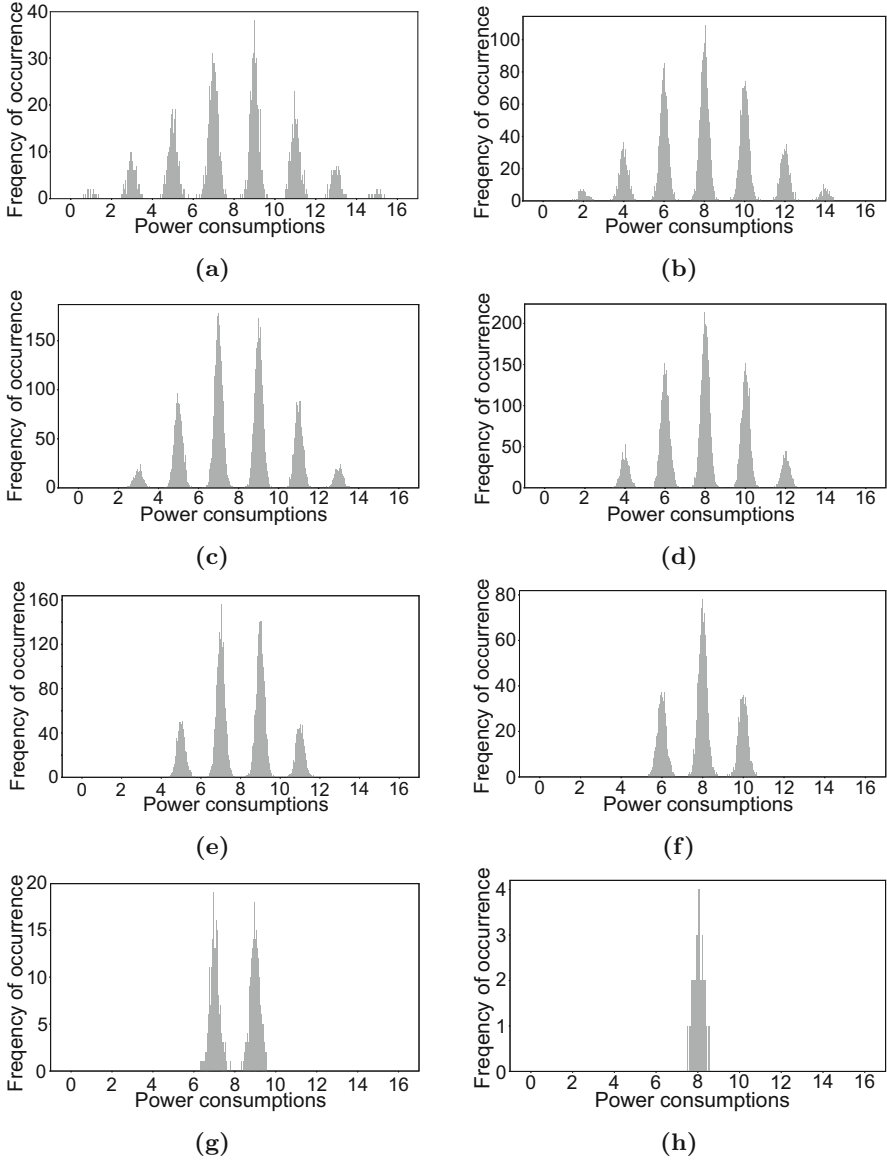 Freqency of occurrence
40
30
20
10
0
0 2 4 6 8 10 12 14 16
Power consumptions
(a)
Freqency of occurrence
100
80
60
40
20
0
0 2 4 6 8 10 12 14 16
Power consumptions
(b)
Freqency of occurrence
150
100
50
0
0 2 4 6 8 10 12 14 16
Power consumptions
(c)
Freqency of occurrence
200
150
100
50
0
0 2 4 6 8 10 12 14 16
Power consumptions
(d)
Freqency of occurrence
160
120
80
40
0
0 2 4 6 8 10 12 14 16
Power consumptions
(e)
Freqency of occurrence
80
60
40
20
0
0 2 4 6 8 10 12 14 16
Power consumptions
(f)
Freqency of occurrence
20
15
10
5
0
0 2 4 6 8 10 12 14 16
Power consumptions
(g)
Freqency of occurrence
4
3
2
1
0
0 2 4 6 8 10 12 14 16
Power consumptions
(h)